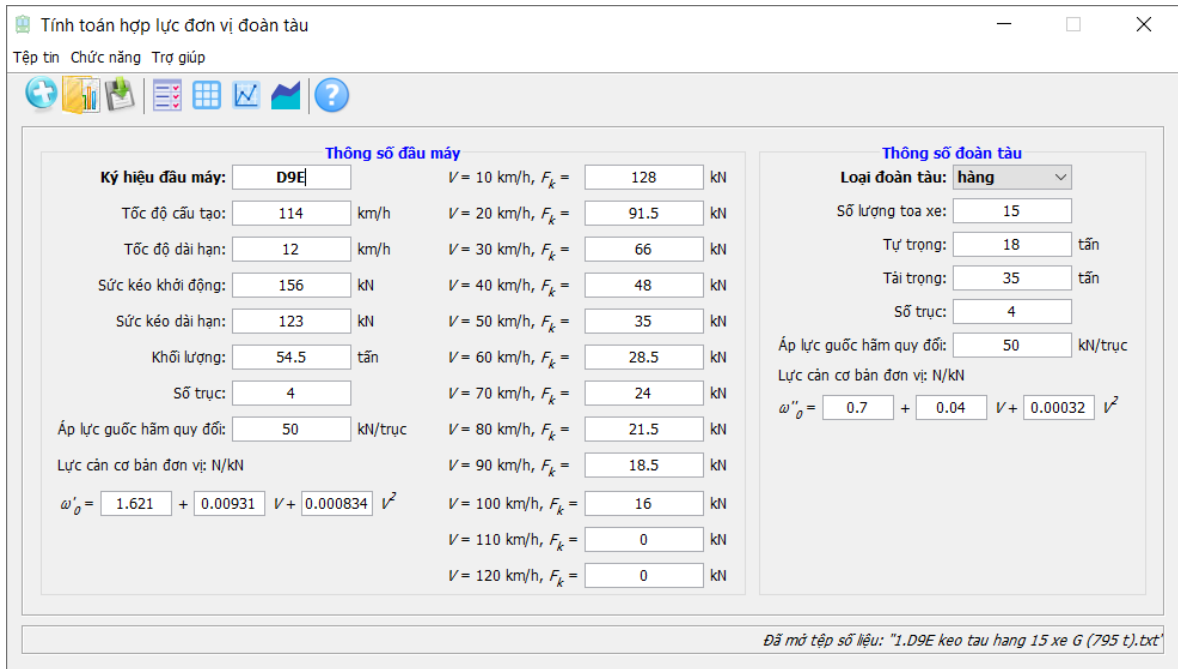 Tính toán hợp lực đơn vị đoàn tàu
Tệp tin Chức năng Trợ giúp
Thông số đầu máy
Ký hiệu đầu máy: D9E
Tốc độ cấu tạo: 114 km/h
Tốc độ dài hạn: 12 km/h
Sức kéo khởi động: 156 kN
Sức kéo dài hạn: 123 kN
Khối lượng: 54.5 tấn
Số trục: 4
Áp lực guốc hãm quy đổi: 50 kN/trục
Lực cản cơ bản đơn vị: N/kN
ω'₀ = 1.621 + 0.00931 V + 0.000834 V²
V = 10 km/h, Fₖ = 128 kN
V = 20 km/h, Fₖ = 91.5 kN
V = 30 km/h, Fₖ = 66 kN
V = 40 km/h, Fₖ = 48 kN
V = 50 km/h, Fₖ = 35 kN
V = 60 km/h, Fₖ = 28.5 kN
V = 70 km/h, Fₖ = 24 kN
V = 80 km/h, Fₖ = 21.5 kN
V = 90 km/h, Fₖ = 18.5 kN
V = 100 km/h, Fₖ = 16 kN
V = 110 km/h, Fₖ = 0 kN
V = 120 km/h, Fₖ = 0 kN
Thông số đoàn tàu
Loại đoàn tàu: hàng
Số lượng toa xe: 15
Tự trọng: 18 tấn
Tải trọng: 35 tấn
Số trục: 4
Áp lực guốc hãm quy đổi: 50 kN/trục
Lực cản cơ bản đơn vị: N/kN
ω''₀ = 0.7 + 0.04 V + 0.00032 V²
Đã mở tệp số liệu: "1.D9E keo tau hang 15 xe G (795 t).txt"